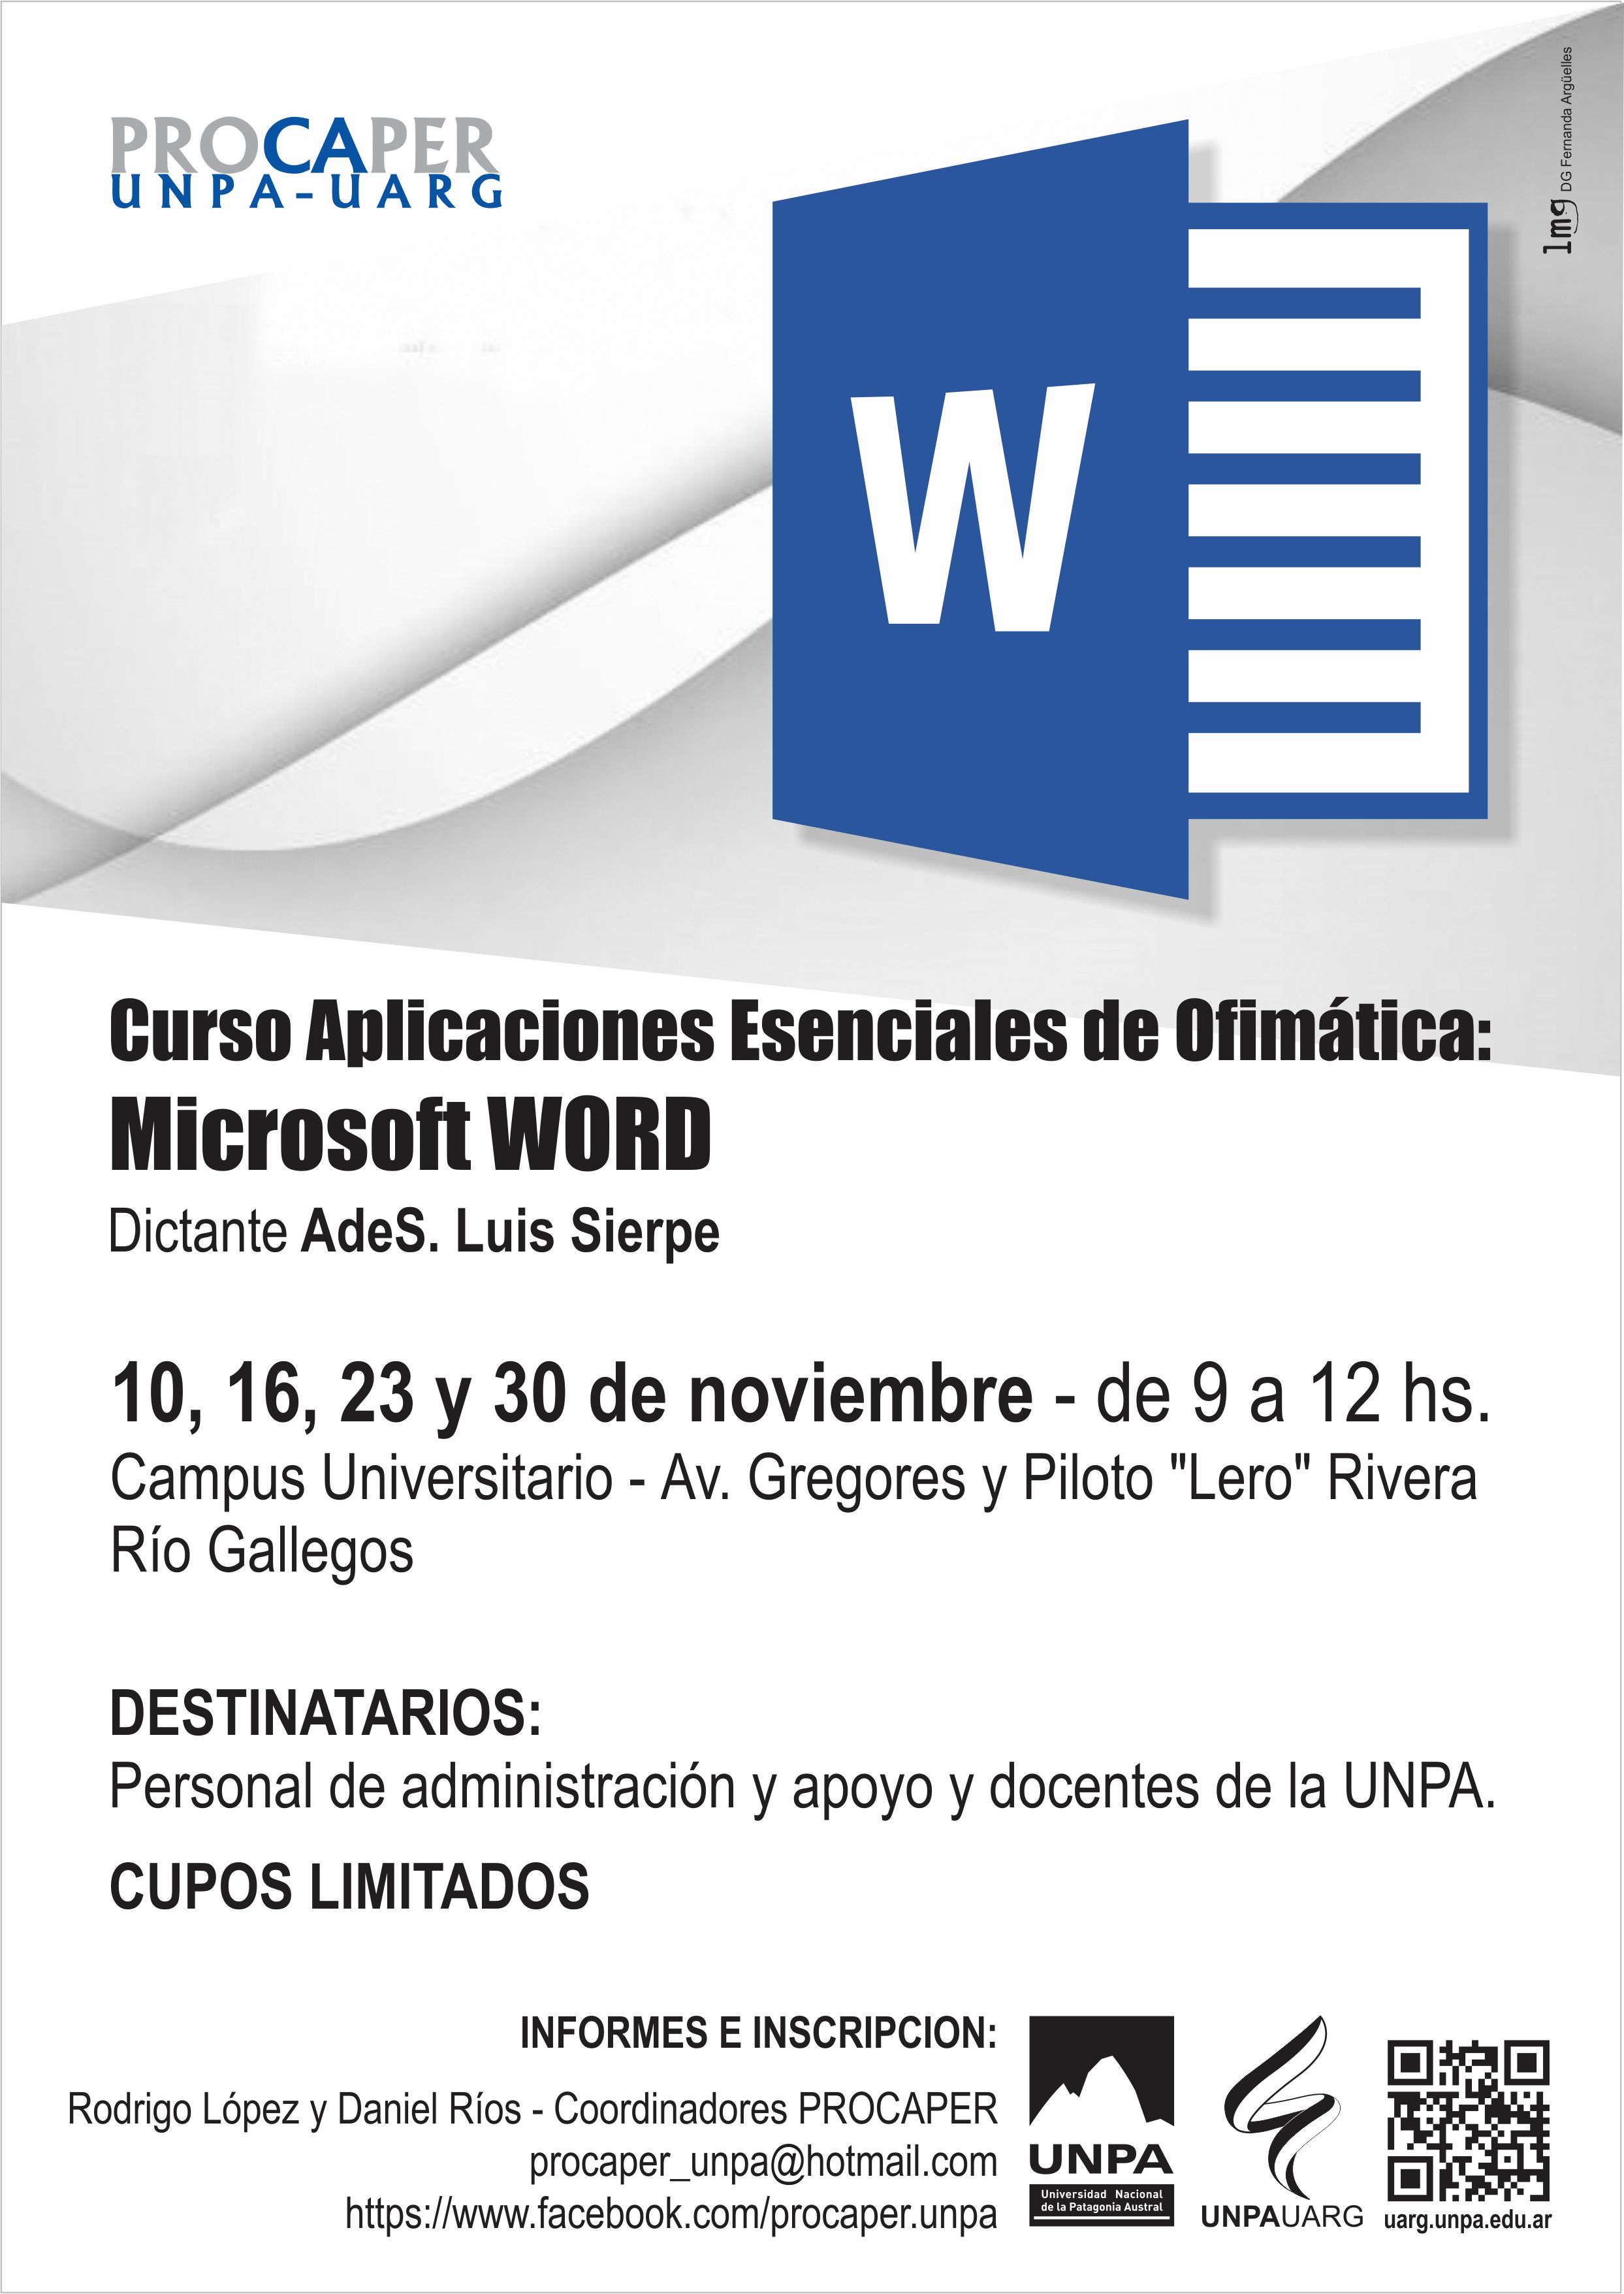 DG Fernanda Argüelles
lmg
PROCAPER
UNPA-UARG
W
Curso Aplicaciones Esenciales de Ofimática:
Microsoft WORD
Dictante AdeS. Luis Sierpe
10, 16, 23 y 30 de noviembre - de 9 a 12 hs.
Campus Universitario - Av. Gregores y Piloto "Lero" Rivera
Río Gallegos
DESTINATARIOS:
Personal de administración y apoyo y docentes de la UNPA.
CUPOS LIMITADOS
INFORMES E INSCRIPCION:
Rodrigo López y Daniel Ríos - Coordinadores PROCAPER
procaper_unpa@hotmail.com
https://www.facebook.com/procaper.unpa
UNPA
Universidad Nacional
de la Patagonia Austral
UNPAUARG
uarg.unpa.edu.ar